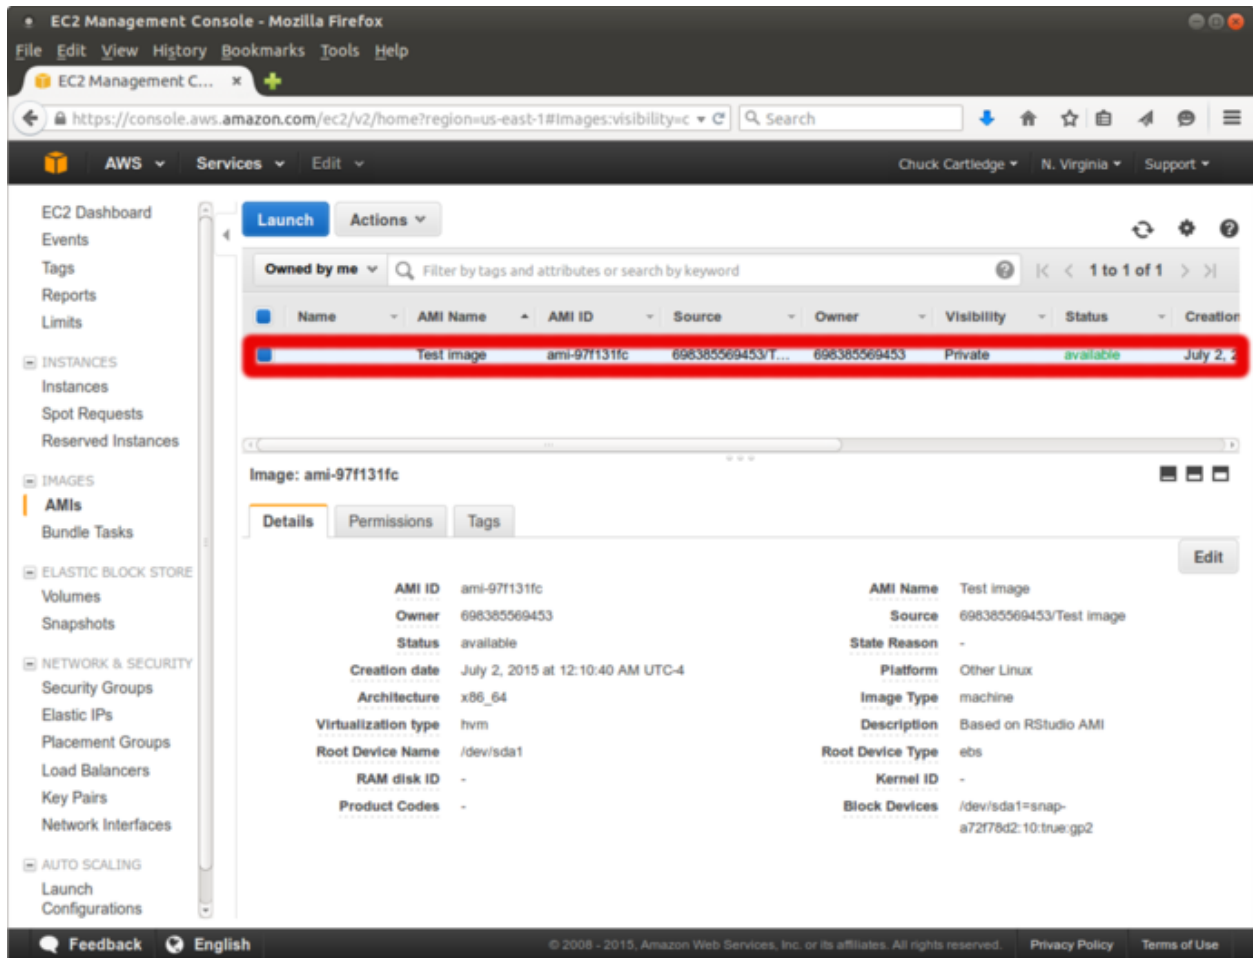 EC2 Management Console - Mozilla Firefox
File Edit View History Bookmarks Tools Help
EC2 Management C... ×
https://console.aws.amazon.com/ec2/v2/home?region=us-east-1#Images:visibility=c Search
AWS Services Edit Chuck Cartledge N. Virginia Support
EC2 Dashboard
Events
Tags
Reports
Limits
INSTANCES
Instances
Spot Requests
Reserved Instances
IMAGES
AMIs
Bundle Tasks
ELASTIC BLOCK STORE
Volumes
Snapshots
NETWORK & SECURITY
Security Groups
Elastic IPs
Placement Groups
Load Balancers
Key Pairs
Network Interfaces
AUTO SCALING
Launch
Configurations
Launch Actions
Owned by me Filter by tags and attributes or search by keyword 1 to 1 of 1
Name AMI Name AMI ID Source Owner Visibility Status Creation
Test image ami-97f131fc 698385569453/T... 698385569453 Private available July 2, 2
Image: ami-97f131fc
Details Permissions Tags
Edit
AMI ID ami-97f131fc AMI Name Test image
Owner 698385569453 Source 698385569453/Test image
Status available State Reason -
Creation date July 2, 2015 at 12:10:40 AM UTC-4 Platform Other Linux
Architecture x86_64 Image Type machine
Virtualization type hvm Description Based on RStudio AMI
Root Device Name /dev/sda1 Root Device Type ebs
RAM disk ID - Kernel ID -
Product Codes - Block Devices /dev/sda1=snap-
a72f78d2:10:true:gp2
Feedback English © 2008 - 2015, Amazon Web Services, Inc. or its affiliates. All rights reserved. Privacy Policy Terms of Use